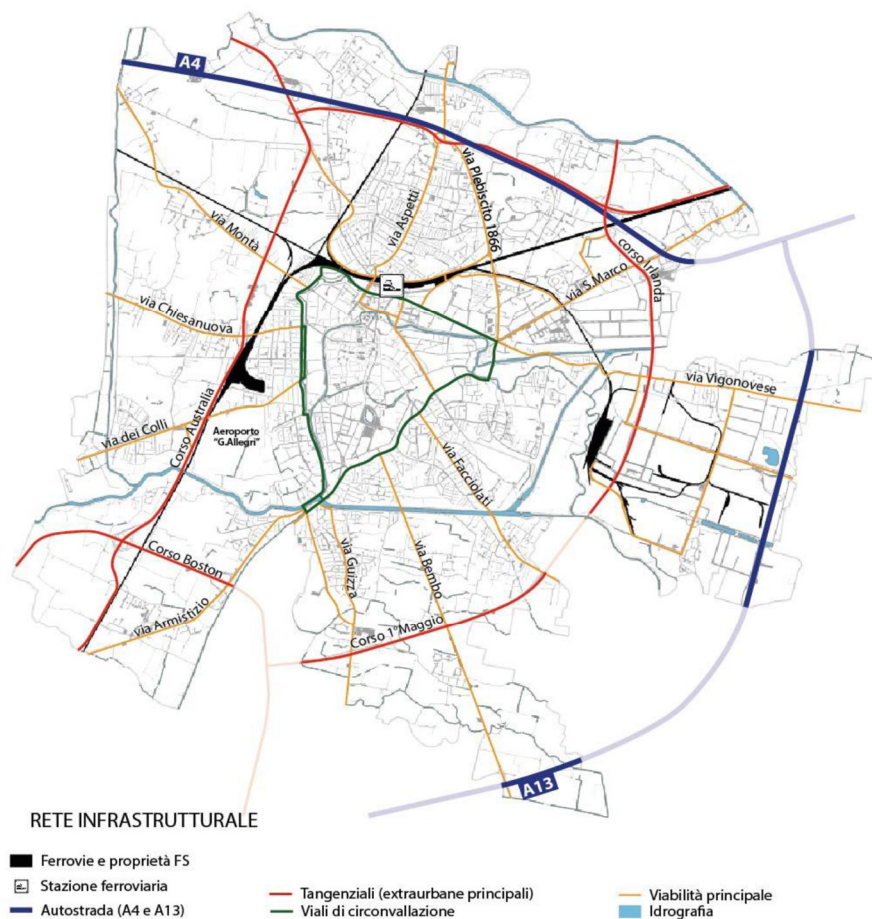 A4
via Plebiscito 1866
via Aspetti
via Montà
corso Irlanda
via S.Marco
via Chiesanuova
via Vigonovese
Corso Australia
via dei Colli
Aeroporto
"G.Allegri"
via Facciolati
Corso Boston
via Guizza
via Bembo
via Armistizio
Corso 1°Maggio
A13
RETE INFRASTRUTTURALE
Ferrovie e proprietà FS
Stazione ferroviaria
Autostrada (A4 e A13)
Tangenziali (extraurbane principali)
Viali di circonvallazione
Viabilità principale
Idrografia